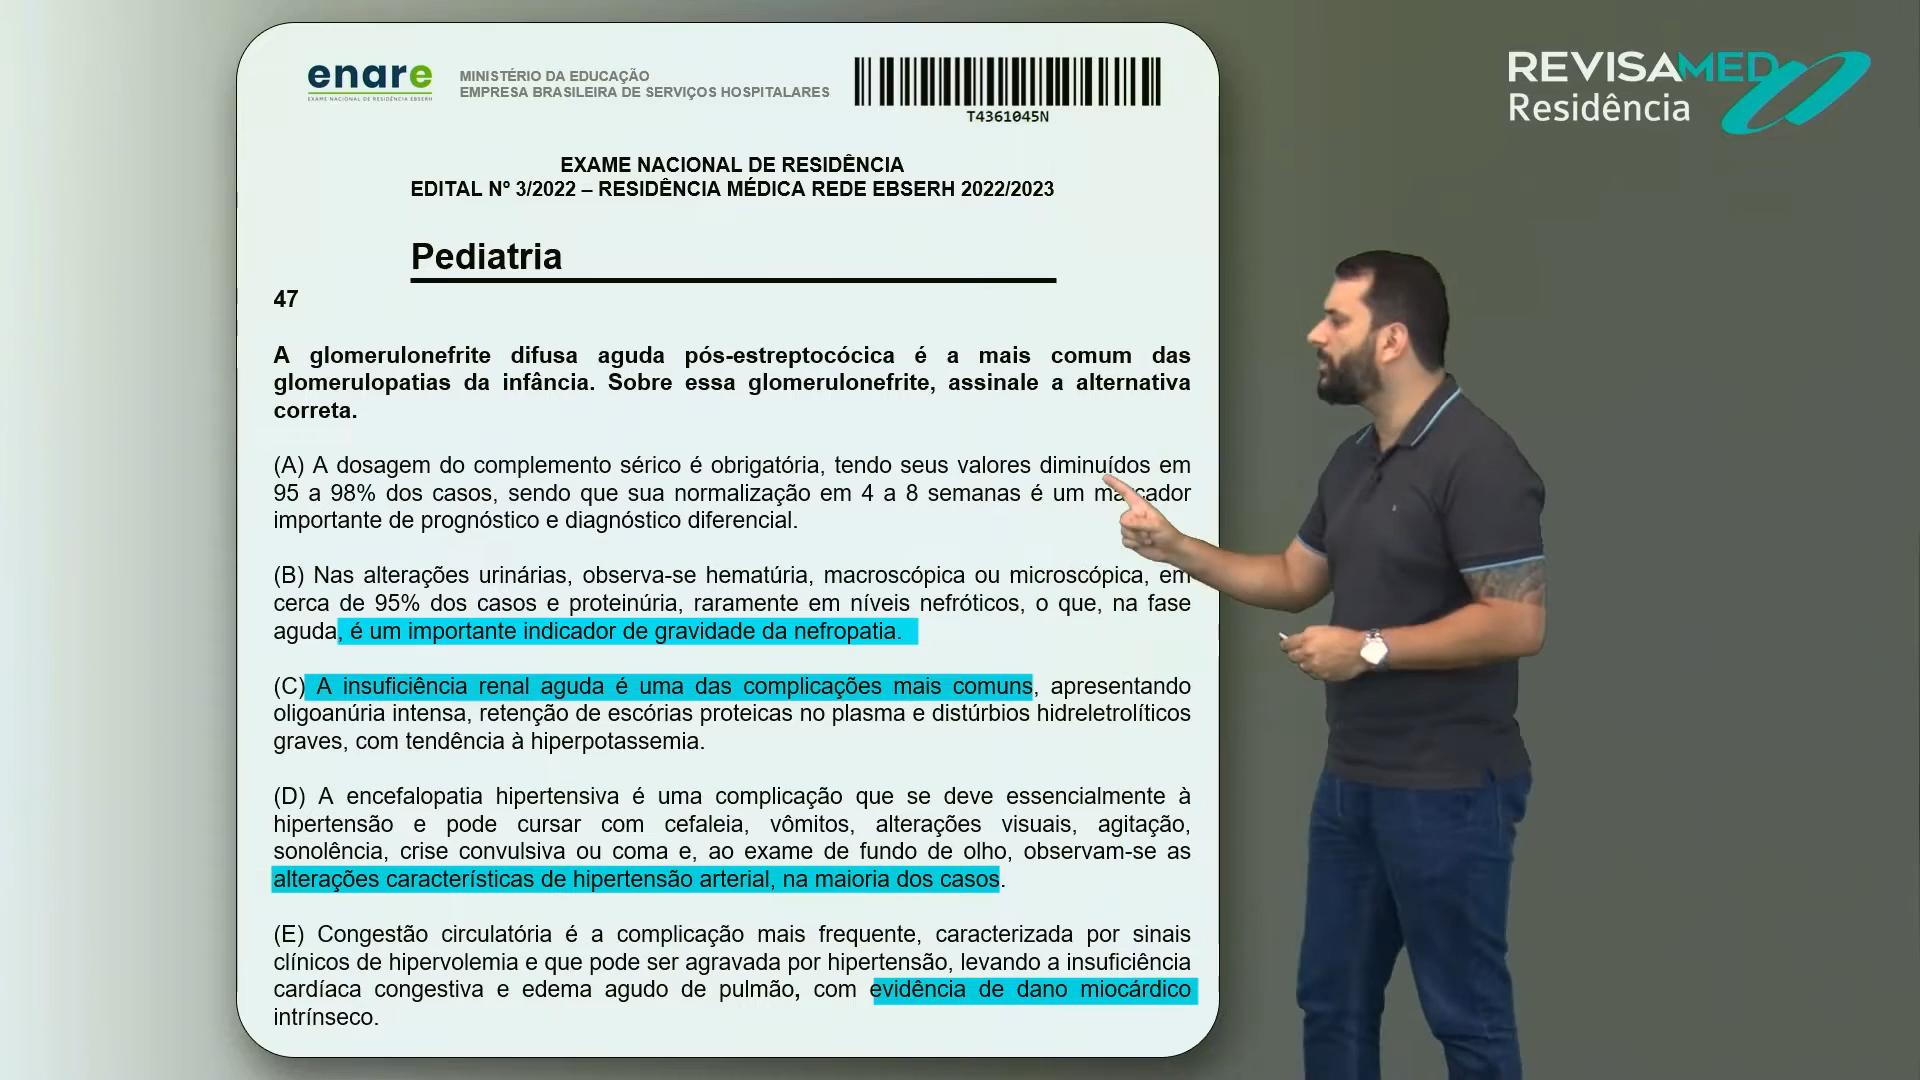 enare
EXAME NACIONAL DE RESIDÊNCIA EBSERH
MINISTÉRIO DA EDUCAÇÃO
EMPRESA BRASILEIRA DE SERVIÇOS HOSPITALARES
T4361045N
REVISAMED
Residência
EXAME NACIONAL DE RESIDÊNCIA
EDITAL Nº 3/2022 – RESIDÊNCIA MÉDICA REDE EBSERH 2022/2023
Pediatria
47
A glomerulonefrite difusa aguda pós-estreptocócica é a mais comum das
glomerulopatias da infância. Sobre essa glomerulonefrite, assinale a alternativa
correta.
(A) A dosagem do complemento sérico é obrigatória, tendo seus valores diminuídos em
95 a 98% dos casos, sendo que sua normalização em 4 a 8 semanas é um marcador
importante de prognóstico e diagnóstico diferencial.
(B) Nas alterações urinárias, observa-se hematúria, macroscópica ou microscópica, em
cerca de 95% dos casos e proteinúria, raramente em níveis nefróticos, o que, na fase
aguda, é um importante indicador de gravidade da nefropatia.
(C) A insuficiência renal aguda é uma das complicações mais comuns, apresentando
oligoanúria intensa, retenção de escórias proteicas no plasma e distúrbios hidreletrolíticos
graves, com tendência à hiperpotassemia.
(D) A encefalopatia hipertensiva é uma complicação que se deve essencialmente à
hipertensão e pode cursar com cefaleia, vômitos, alterações visuais, agitação,
sonolência, crise convulsiva ou coma e, ao exame de fundo de olho, observam-se as
alterações características de hipertensão arterial, na maioria dos casos.
(E) Congestão circulatória é a complicação mais frequente, caracterizada por sinais
clínicos de hipervolemia e que pode ser agravada por hipertensão, levando a insuficiência
cardíaca congestiva e edema agudo de pulmão, com evidência de dano miocárdico
intrínseco.